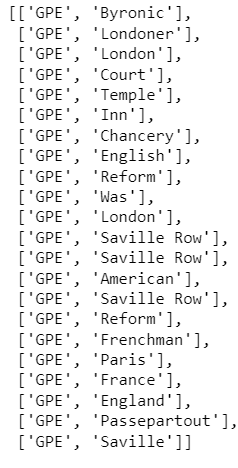 [['GPE', 'Byronic'],
['GPE', 'Londoner'],
['GPE', 'London'],
['GPE', 'Court'],
['GPE', 'Temple'],
['GPE', 'Inn'],
['GPE', 'Chancery'],
['GPE', 'English'],
['GPE', 'Reform'],
['GPE', 'Was'],
['GPE', 'London'],
['GPE', 'Saville Row'],
['GPE', 'Saville Row'],
['GPE', 'American'],
['GPE', 'Saville Row'],
['GPE', 'Reform'],
['GPE', 'Frenchman'],
['GPE', 'Paris'],
['GPE', 'France'],
['GPE', 'England'],
['GPE', 'Passepartout'],
['GPE', 'Saville']]